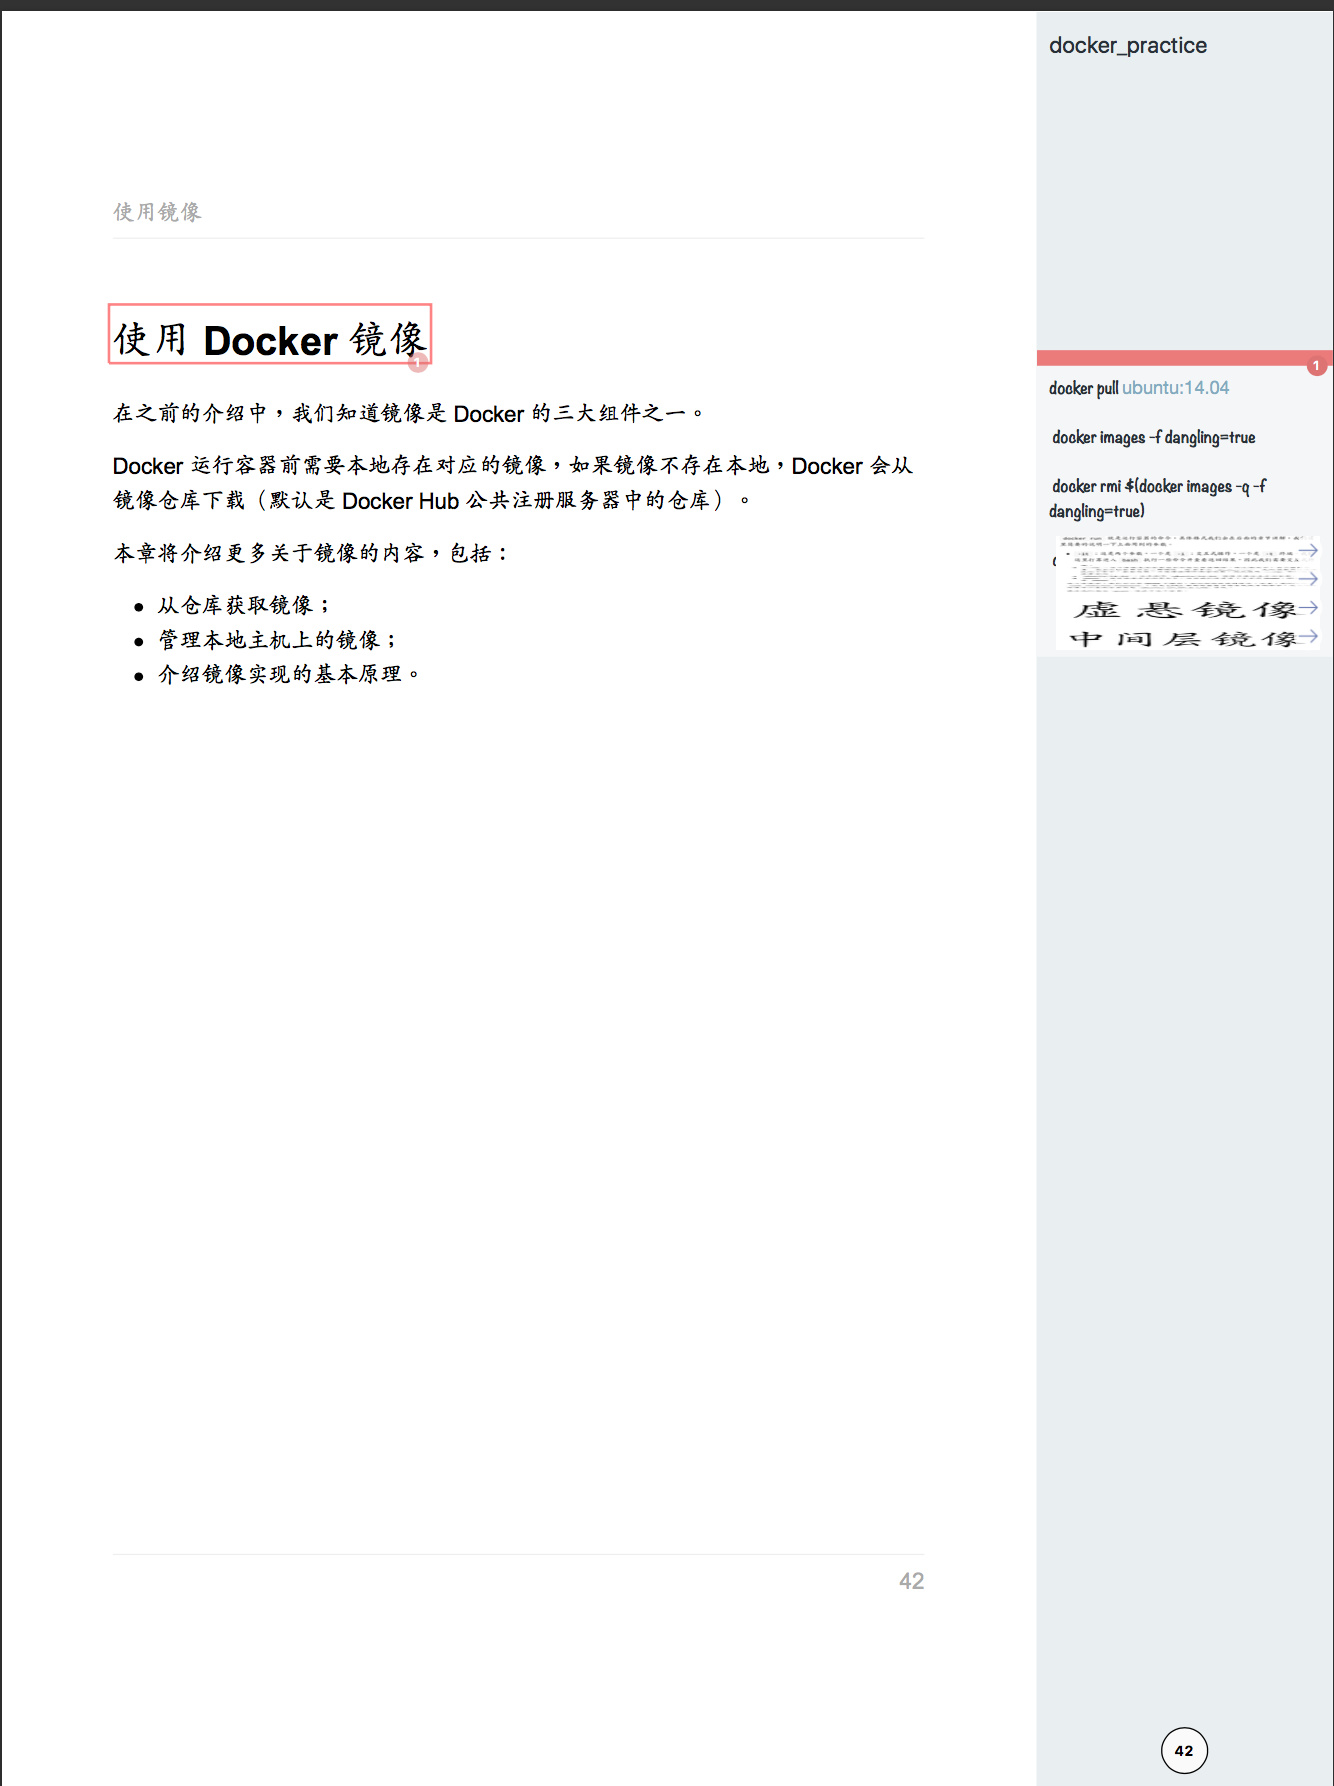 使用镜像
使用 Docker 镜像
1
在之前的介绍中，我们知道镜像是 Docker 的三大组件之一。
Docker 运行容器前需要本地存在对应的镜像，如果镜像不存在本地，Docker 会从
镜像仓库下载（默认是 Docker Hub 公共注册服务器中的仓库）。
本章将介绍更多关于镜像的内容，包括：
• 从仓库获取镜像；
• 管理本地主机上的镜像；
• 介绍镜像实现的基本原理。
42
docker_practice
1
docker pull ubuntu:14.04
docker images -f dangling=true
docker rmi $(docker images -q -f
dangling=true)
虚悬镜像
中间层镜像
42